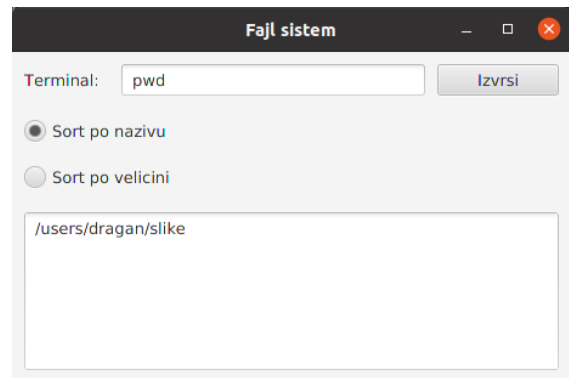 Fajl sistem
Terminal: pwd Izvrsi
Sort po nazivu
Sort po velicini
/users/dragan/slike